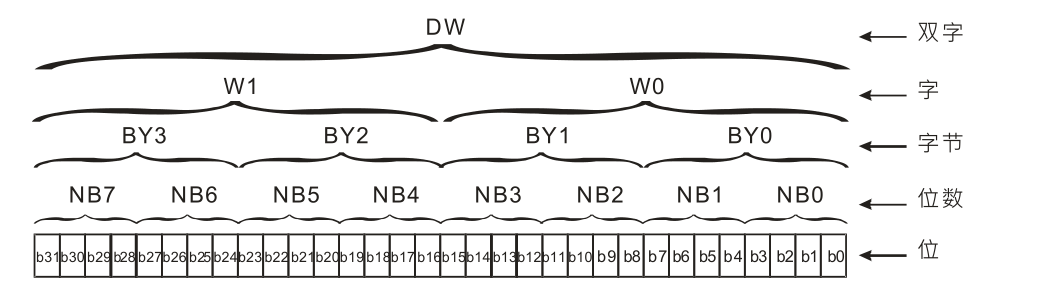 DW 双字
W1 W0 字
BY3 BY2 BY1 BY0 字节
NB7 NB6 NB5 NB4 NB3 NB2 NB1 NB0 位数
b31 b30 b29 b28 b27 b26 b25 b24 b23 b22 b21 b20 b19 b18 b17 b16 b15 b14 b13 b12 b11 b10 b9 b8 b7 b6 b5 b4 b3 b2 b1 b0 位